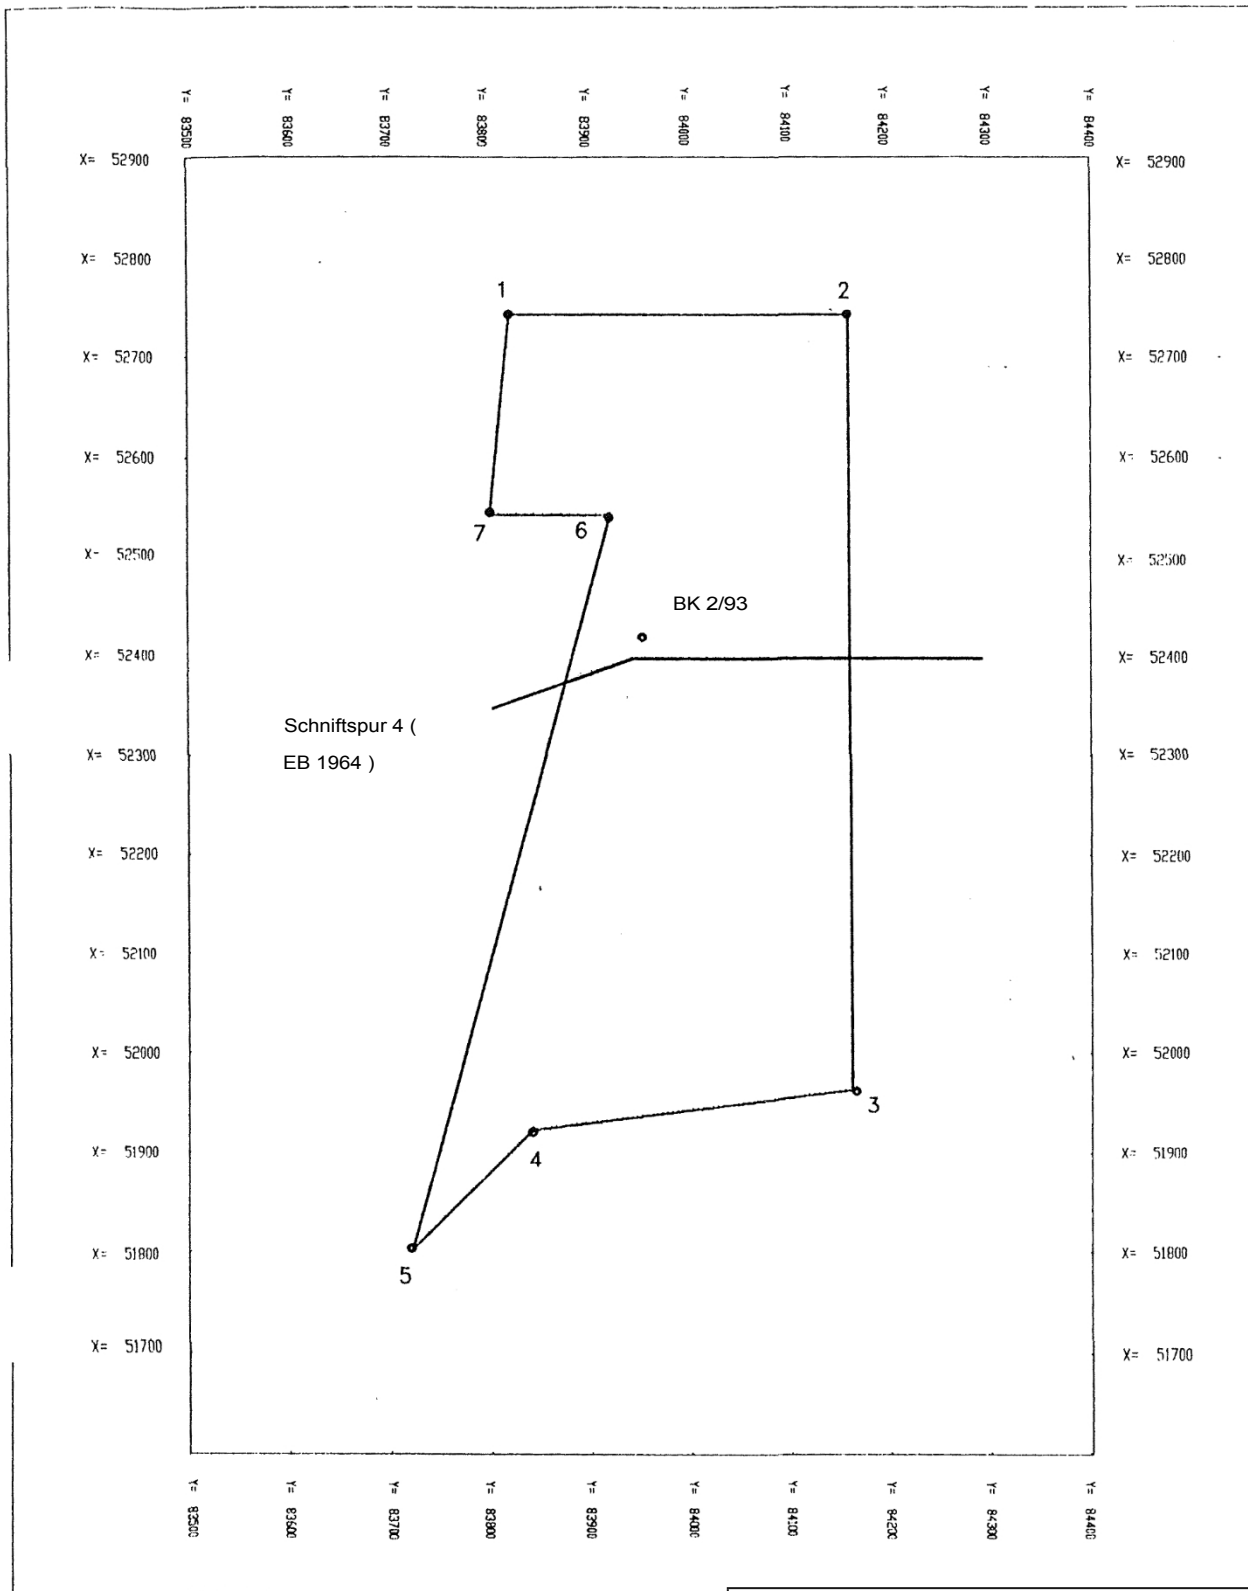 Y= 83500 Y= 83600 Y= 83700 Y= 83800 Y= 83900 Y= 84000 Y= 84100 Y= 84200 Y= 84300 Y= 84400
X= 52900 X= 52900
X= 52800 X= 52800
1 2
X= 52700 X= 52700
X= 52600 X= 52600
7 6
X= 52500 X= 52500
BK 2/93
X= 52400 X= 52400
Schniftspur 4 (
EB 1964 )
X= 52300 X= 52300
X= 52200 X= 52200
X= 52100 X= 52100
X= 52000 X= 52000
3
X= 51900 X= 51900
4
X= 51800 X= 51800
5
X= 51700 X= 51700
Y= 83500 Y= 83600 Y= 83700 Y= 83800 Y= 83900 Y= 84000 Y= 84100 Y= 84200 Y= 84300 Y= 84400